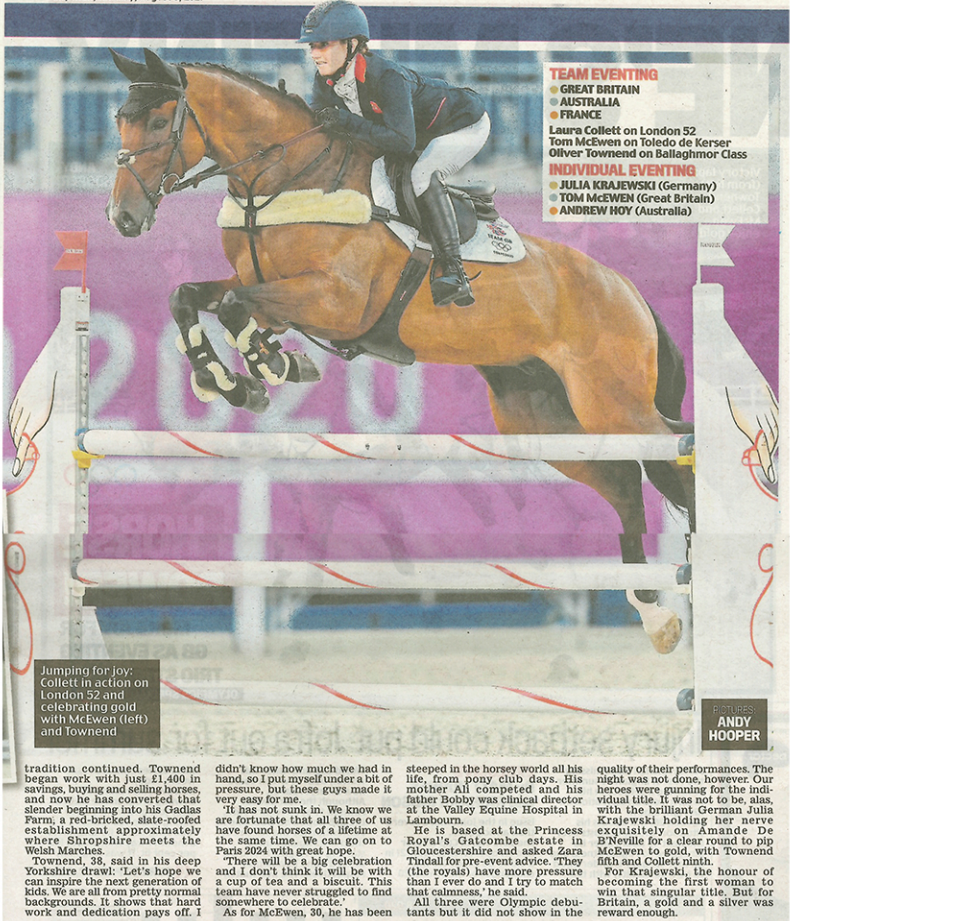 TEAM EVENTING
GREAT BRITAIN
AUSTRALIA
FRANCE
Laura Collett on London 52
Tom McEwen on Toledo de Kerser
Oliver Townend on Ballaghmor Class
INDIVIDUAL EVENTING
JULIA KRAJEWSKI (Germany)
TOM McEWEN (Great Britain)
ANDREW HOY (Australia)
TEAM GB
2020
Jumping for joy:
Collett in action on
London 52 and
celebrating gold
with McEwen (left)
and Townend
PICTURES:
ANDY
HOOPER
tradition continued. Townend
began work with just £1,400 in
savings, buying and selling horses,
and now he has converted that
slender beginning into his Gadlas
Farm, a red-bricked, slate-roofed
establishment approximately
where Shropshire meets the
Welsh Marches.
Townend, 38, said in his deep
Yorkshire drawl: ‘Let’s hope we
can inspire the next generation of
kids. We are all from pretty normal
backgrounds. It shows that hard
work and dedication pays off. I
didn’t know how much we had in
hand, so I put myself under a bit of
pressure, but these guys made it
very easy for me.
‘It has not sunk in. We know we
are fortunate that all three of us
have found horses of a lifetime at
the same time. We can go on to
Paris 2024 with great hope.
‘There will be a big celebration
and I don’t think it will be with
a cup of tea and a biscuit. This
team have never struggled to find
somewhere to celebrate.’
As for McEwen, 30, he has been
steeped in the horsey world all his
life, from pony club days. His
mother Ali competed and his
father Bobby was clinical director
at the Valley Equine Hospital in
Lambourn.
He is based at the Princess
Royal’s Gatcombe estate in
Gloucestershire and asked Zara
Tindall for pre-event advice. ‘They
(the royals) have more pressure
than I ever do and I try to match
that calmness,’ he said.
All three were Olympic debu-
tants but it did not show in the
quality of their performances. The
night was not done, however. Our
heroes were gunning for the indi-
vidual title. It was not to be, alas,
with the brilliant German Julia
Krajewski holding her nerve
exquisitely on Amande De
B’Neville for a clear round to pip
McEwen to gold, with Townend
fifth and Collett ninth.
For Krajewski, the honour of
becoming the first woman to
win that singular title. But for
Britain, a gold and a silver was
reward enough.